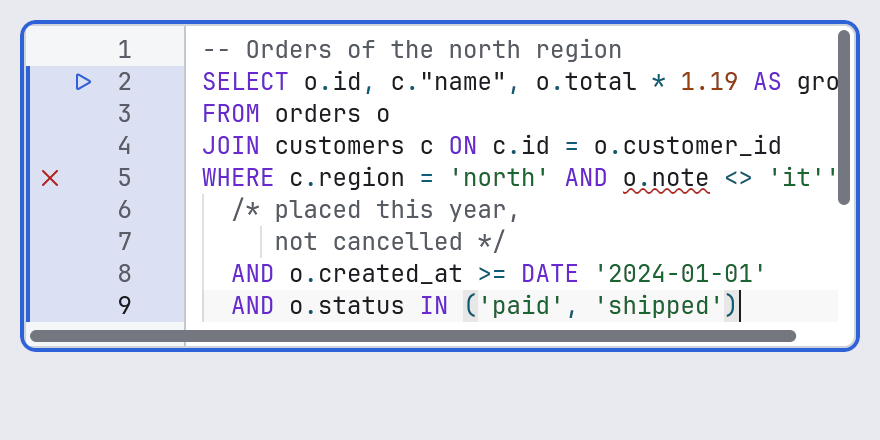 1 -- Orders of the north region
2 SELECT o.id, c."name", o.total * 1.19 AS gro
3 FROM orders o
4 JOIN customers c ON c.id = o.customer_id
5 WHERE c.region = 'north' AND o.note <> 'it''
6 /* placed this year,
7 not cancelled */
8 AND o.created_at >= DATE '2024-01-01'
9 AND o.status IN ('paid', 'shipped')